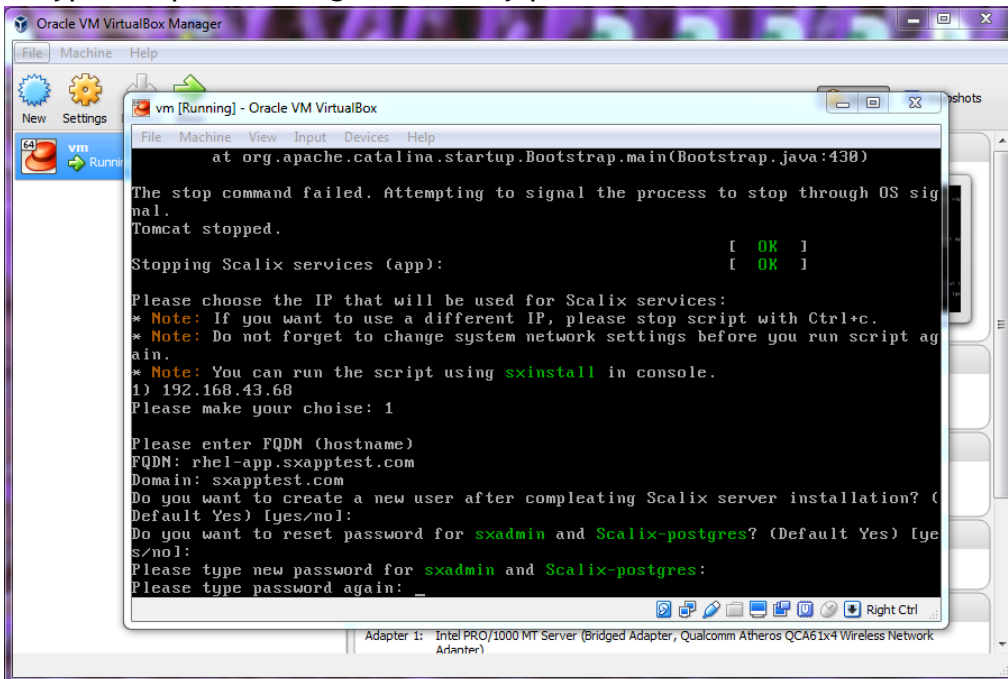 Oracle VM VirtualBox Manager
File Machine Help
New Settings
pshots
64 vm
Runni
vm [Running] - Oracle VM VirtualBox
File Machine View Input Devices Help
at org.apache.catalina.startup.Bootstrap.main(Bootstrap.java:430)
The stop command failed. Attempting to signal the process to stop through OS sig
nal.
Tomcat stopped.
[ OK ]
Stopping Scalix services (app): [ OK ]
Please choose the IP that will be used for Scalix services:
* Note: If you want to use a different IP, please stop script with Ctrl+c.
* Note: Do not forget to change system network settings before you run script ag
ain.
* Note: You can run the script using sxinstall in console.
1) 192.168.43.68
Please make your choise: 1
Please enter FQDN (hostname)
FQDN: rhel-app.sxapptest.com
Domain: sxapptest.com
Do you want to create a new user after compleating Scalix server installation? (
Default Yes) [yes/no]:
Do you want to reset password for sxadmin and Scalix-postgres? (Default Yes) [ye
s/no]:
Please type new password for sxadmin and Scalix-postgres:
Please type password again: _
Right Ctrl
Adapter 1: Intel PRO/1000 MT Server (Bridged Adapter, Qualcomm Atheros QCA61x4 Wireless Network
Adapter)